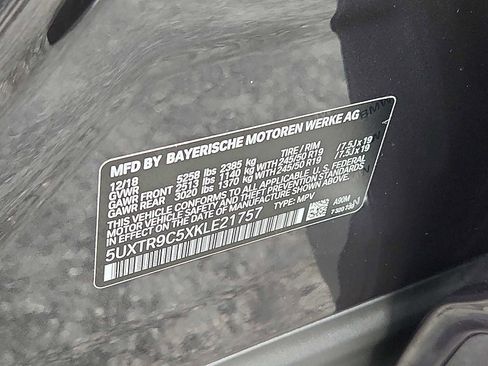 MFD BY BAYERISCHE MOTOREN WERKE AG
12/18 5258 lbs 2385 kg TIRE / RIM
GVWR
GAWR FRONT 2513 lbs 1140 kg WITH 245/50 R19 / 7.5J x 19
GAWR REAR 3020 lbs 1370 kg WITH 245/50 R19 / 7.5J x 19
THIS VEHICLE CONFORMS TO ALL APPLICABLE U.S. FEDERAL
MOTOR VEHICLE SAFETY STANDARDS
IN EFFECT ON THE DATE OF MANUFACTURE SHOWN ABOVE.
5UXTR9C5XKLE21757 TYPE: MPV
A90M